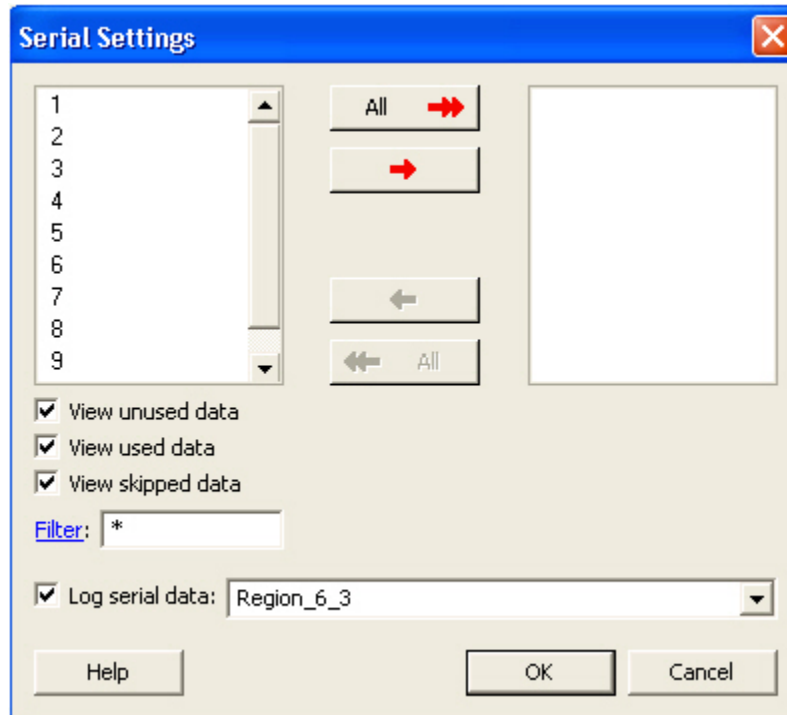 Serial Settings
1
2
3
4
5
6
7
8
9
All
All
View unused data
View used data
View skipped data
Filter: *
Log serial data: Region_6_3
Help OK Cancel